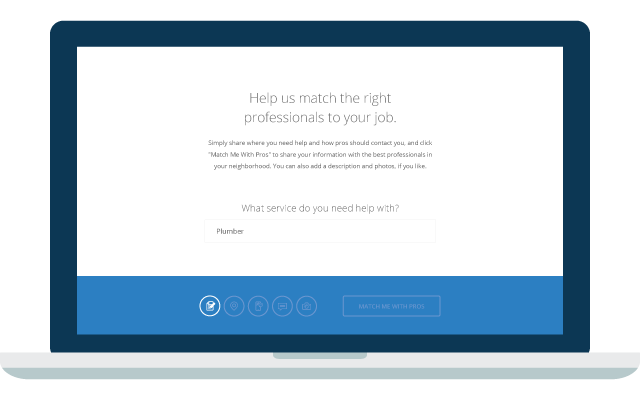 Help us match the right
professionals to your job.
Simply share where you need help and how pros should contact you, and click
"Match Me With Pros" to share your information with the best professionals in
your neighborhood. You can also add a description and photos, if you like.
What service do you need help with?
Plumber
MATCH ME WITH PROS